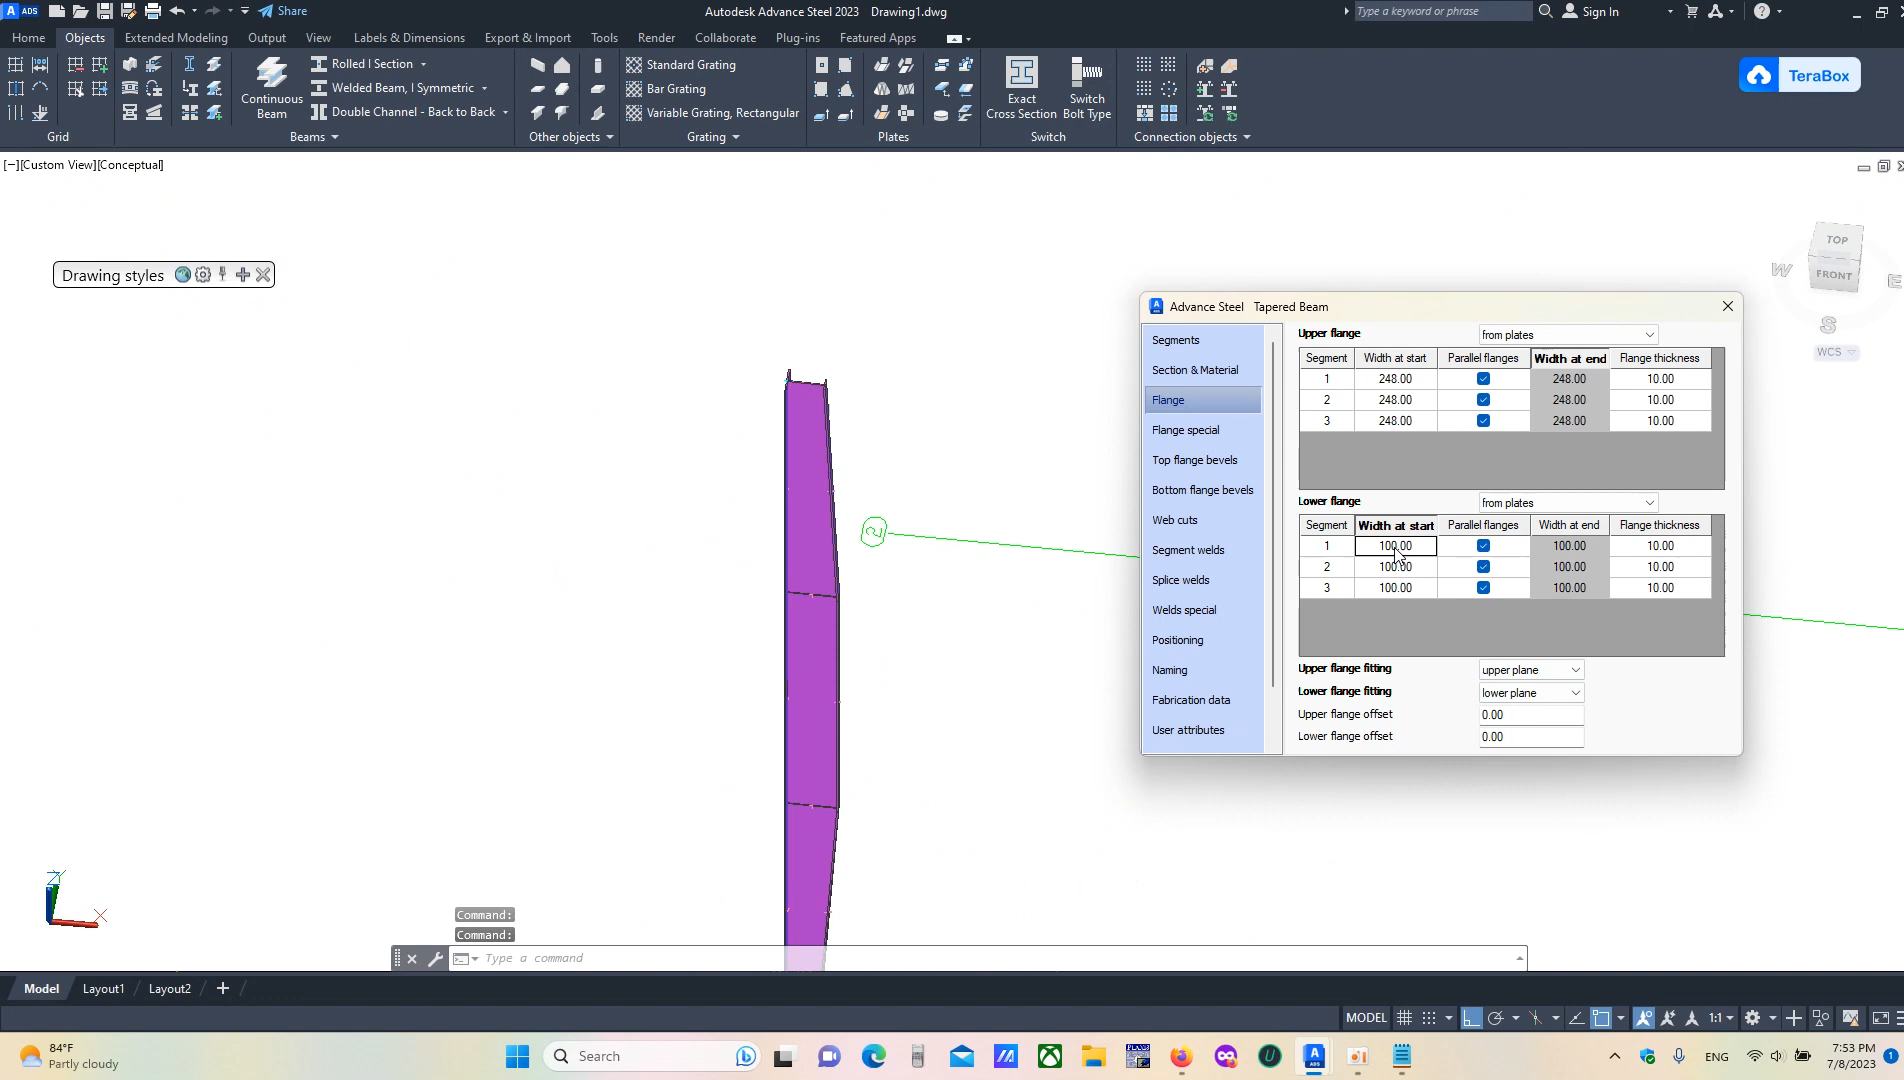 A ADS Share Autodesk Advance Steel 2023 Drawing1.dwg Type a keyword or phrase Sign In
Home Objects Extended Modeling Output View Labels & Dimensions Export & Import Tools Render Collaborate Plug-ins Featured Apps
Rolled I Section
Welded Beam, I Symmetric
Double Channel - Back to Back
Continuous
Beam
Standard Grating
Bar Grating
Variable Grating, Rectangular
Exact
Cross Section
Switch
Bolt Type
TeraBox
Grid Beams Other objects Grating Plates Switch Connection objects
[−][Custom View][Conceptual]
Drawing styles
TOP
FRONT
W
E
S
WCS
2
Advance Steel Tapered Beam
Segments
Section & Material
Flange
Flange special
Top flange bevels
Bottom flange bevels
Web cuts
Segment welds
Splice welds
Welds special
Positioning
Naming
Fabrication data
User attributes
Upper flange from plates
Segment Width at start Parallel flanges Width at end Flange thickness
1 248.00 248.00 10.00
2 248.00 248.00 10.00
3 248.00 248.00 10.00
Lower flange from plates
Segment Width at start Parallel flanges Width at end Flange thickness
1 100.00 100.00 10.00
2 100.00 100.00 10.00
3 100.00 100.00 10.00
Upper flange fitting upper plane
Lower flange fitting lower plane
Upper flange offset 0.00
Lower flange offset 0.00
Z
X
Command:
Command:
Type a command
Model Layout1 Layout2
MODEL 1:1
84°F
Partly cloudy
Search
ENG
7:53 PM
7/8/2023
1